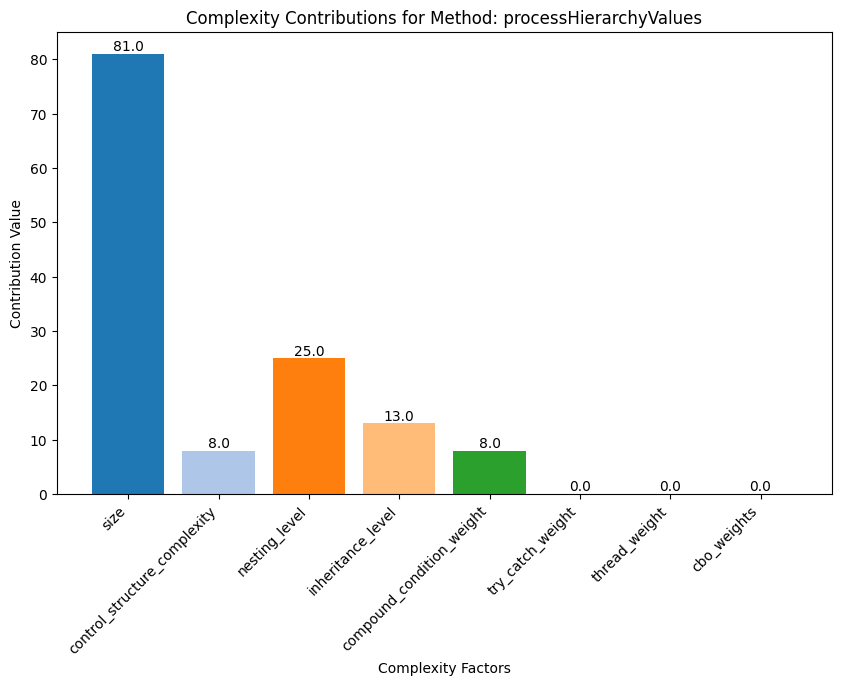 Complexity Contributions for Method: processHierarchyValues
Contribution Value
80
70
60
50
40
30
20
10
0
81.0
8.0
25.0
13.0
8.0
0.0
0.0
0.0
size
control_structure_complexity
nesting_level
inheritance_level
compound_condition_weight
try_catch_weight
thread_weight
cbo_weights
Complexity Factors